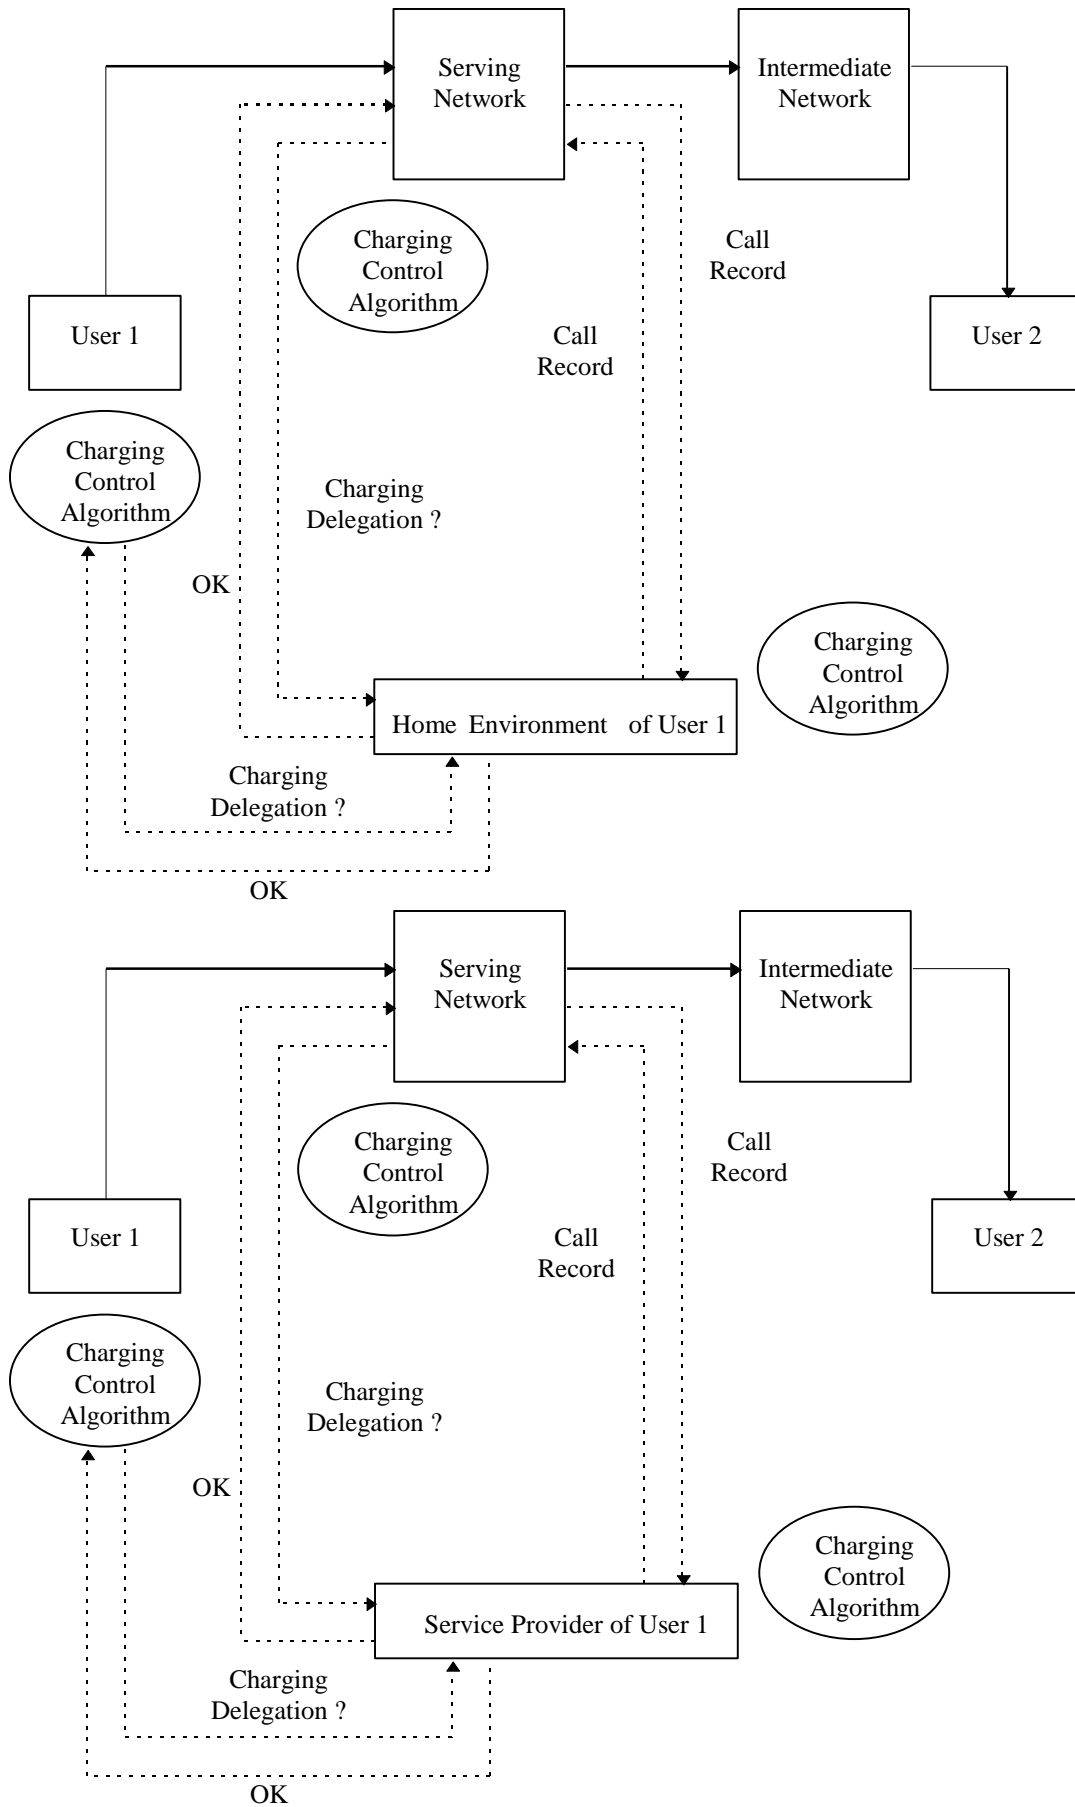 Serving
Network
Intermediate
Network
Charging
Control
Algorithm
Call
Record
User 1
Call
Record
User 2
Charging
Control
Algorithm
Charging
Delegation ?
OK
Charging
Control
Algorithm
Home Environment of User 1
Charging
Delegation ?
OK
Serving
Network
Intermediate
Network
Charging
Control
Algorithm
Call
Record
User 1
Call
Record
User 2
Charging
Control
Algorithm
Charging
Delegation ?
OK
Charging
Control
Algorithm
Service Provider of User 1
Charging
Delegation ?
OK